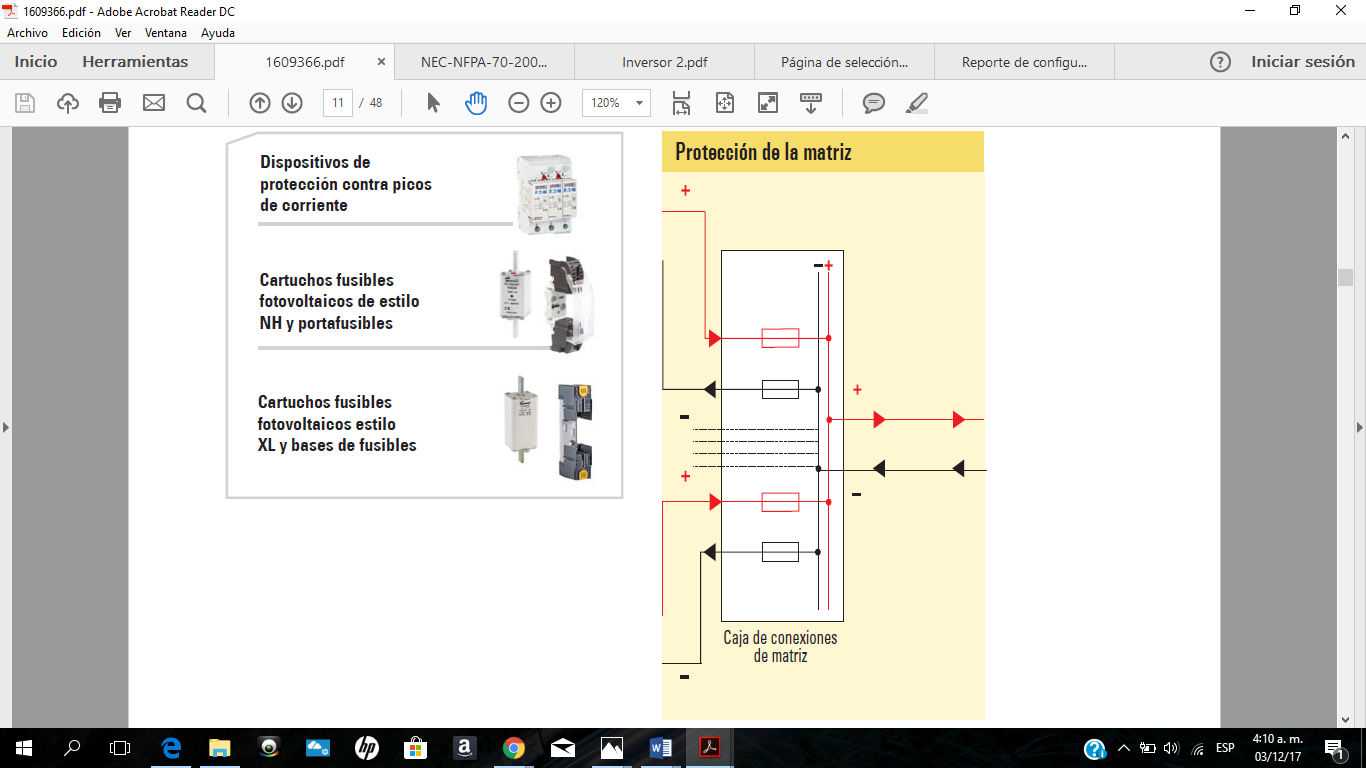 1609366.pdf - Adobe Acrobat Reader DC
Archivo Edición Ver Ventana Ayuda
Inicio Herramientas 1609366.pdf × NEC-NFPA-70-200... Inversor 2.pdf Página de selección... Reporte de configu... ? Iniciar sesión
11 / 48 120%
Dispositivos de
protección contra picos
de corriente
Cartuchos fusibles
fotovoltaicos de estilo
NH y portafusibles
Cartuchos fusibles
fotovoltaicos estilo
XL y bases de fusibles
Protección de la matriz
+
- +
+
-
+
-
Caja de conexiones
de matriz
-
ESP
4:10 a. m.
03/12/17
1